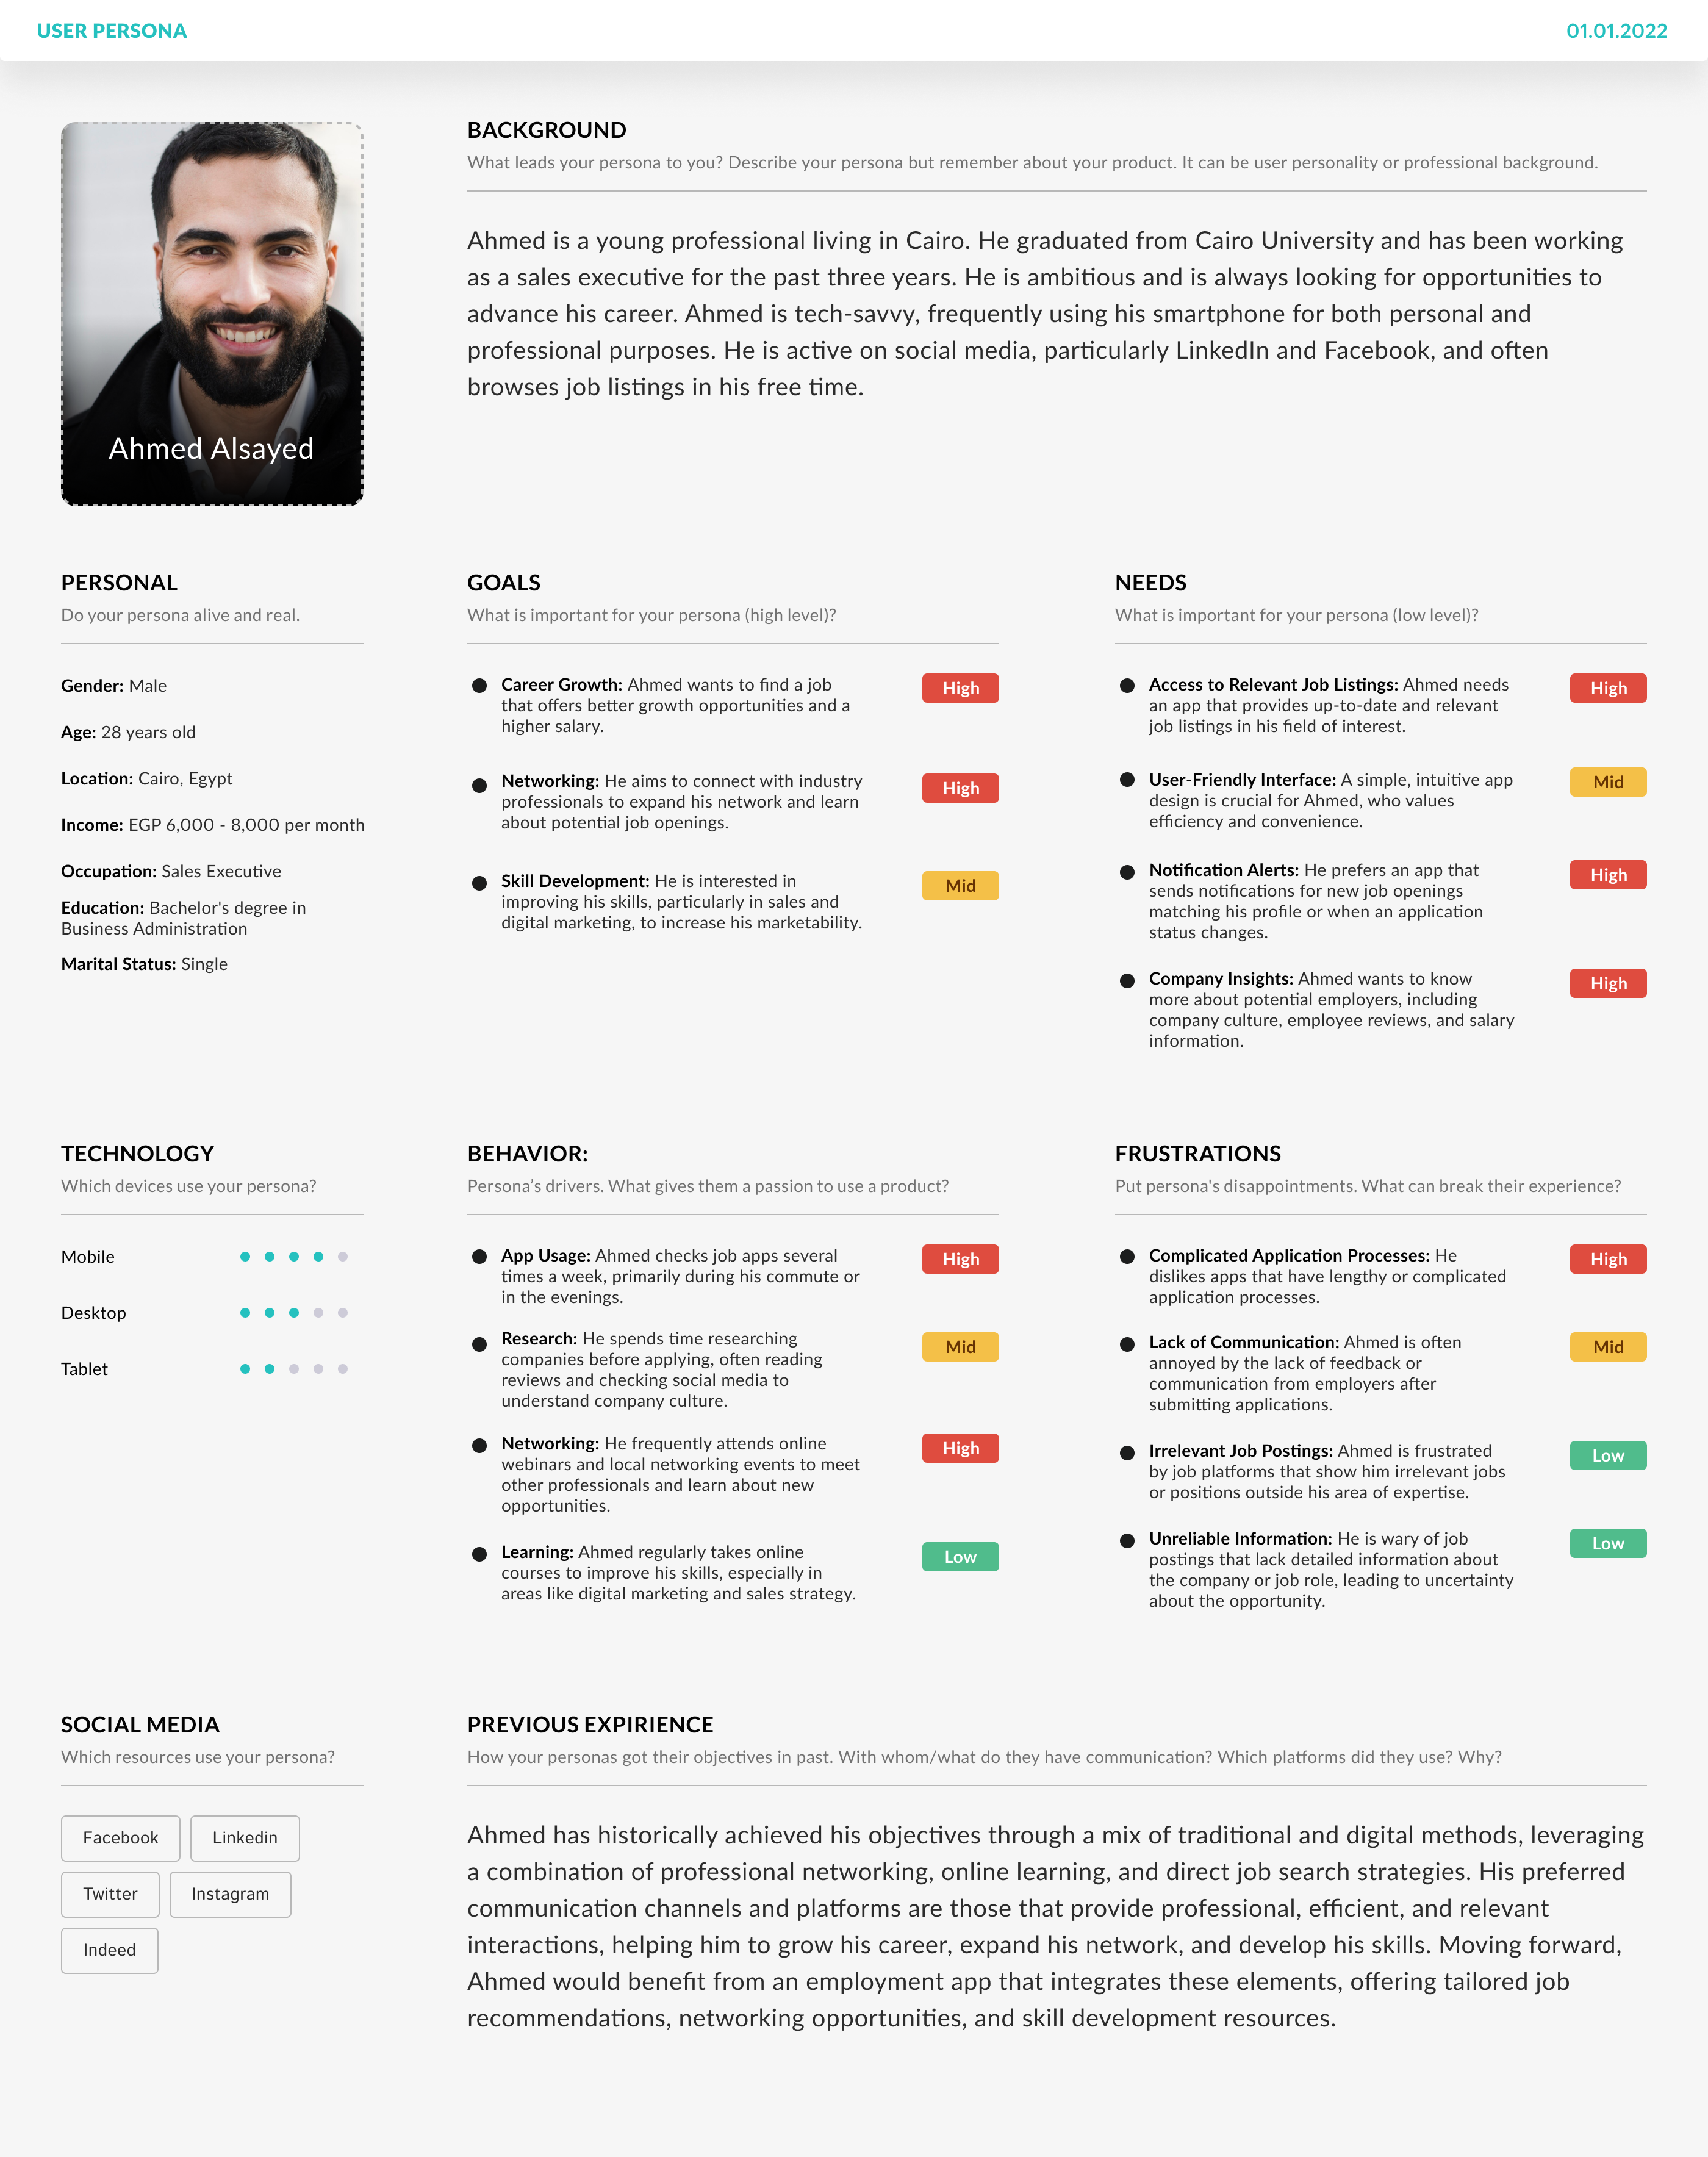 USER PERSONA
01.01.2022
Ahmed Alsayed
BACKGROUND
What leads your persona to you? Describe your persona but remember about your product. It can be user personality or professional background.
Ahmed is a young professional living in Cairo. He graduated from Cairo University and has been working
as a sales executive for the past three years. He is ambitious and is always looking for opportunities to
advance his career. Ahmed is tech-savvy, frequently using his smartphone for both personal and
professional purposes. He is active on social media, particularly LinkedIn and Facebook, and often
browses job listings in his free time.
PERSONAL
Do your persona alive and real.
Gender: Male
Age: 28 years old
Location: Cairo, Egypt
Income: EGP 6,000 - 8,000 per month
Occupation: Sales Executive
Education: Bachelor's degree in
Business Administration
Marital Status: Single
GOALS
What is important for your persona (high level)?
Career Growth: Ahmed wants to find a job
that offers better growth opportunities and a
higher salary.
High
Networking: He aims to connect with industry
professionals to expand his network and learn
about potential job openings.
High
Skill Development: He is interested in
improving his skills, particularly in sales and
digital marketing, to increase his marketability.
Mid
NEEDS
What is important for your persona (low level)?
Access to Relevant Job Listings: Ahmed needs
an app that provides up-to-date and relevant
job listings in his field of interest.
High
User-Friendly Interface: A simple, intuitive app
design is crucial for Ahmed, who values
efficiency and convenience.
Mid
Notification Alerts: He prefers an app that
sends notifications for new job openings
matching his profile or when an application
status changes.
High
Company Insights: Ahmed wants to know
more about potential employers, including
company culture, employee reviews, and salary
information.
High
TECHNOLOGY
Which devices use your persona?
Mobile
Desktop
Tablet
BEHAVIOR:
Persona's drivers. What gives them a passion to use a product?
App Usage: Ahmed checks job apps several
times a week, primarily during his commute or
in the evenings.
High
Research: He spends time researching
companies before applying, often reading
reviews and checking social media to
understand company culture.
Mid
Networking: He frequently attends online
webinars and local networking events to meet
other professionals and learn about new
opportunities.
High
Learning: Ahmed regularly takes online
courses to improve his skills, especially in
areas like digital marketing and sales strategy.
Low
FRUSTRATIONS
Put persona's disappointments. What can break their experience?
Complicated Application Processes: He
dislikes apps that have lengthy or complicated
application processes.
High
Lack of Communication: Ahmed is often
annoyed by the lack of feedback or
communication from employers after
submitting applications.
Mid
Irrelevant Job Postings: Ahmed is frustrated
by job platforms that show him irrelevant jobs
or positions outside his area of expertise.
Low
Unreliable Information: He is wary of job
postings that lack detailed information about
the company or job role, leading to uncertainty
about the opportunity.
Low
SOCIAL MEDIA
Which resources use your persona?
Facebook
Linkedin
Twitter
Instagram
Indeed
PREVIOUS EXPIRIENCE
How your personas got their objectives in past. With whom/what do they have communication? Which platforms did they use? Why?
Ahmed has historically achieved his objectives through a mix of traditional and digital methods, leveraging
a combination of professional networking, online learning, and direct job search strategies. His preferred
communication channels and platforms are those that provide professional, efficient, and relevant
interactions, helping him to grow his career, expand his network, and develop his skills. Moving forward,
Ahmed would benefit from an employment app that integrates these elements, offering tailored job
recommendations, networking opportunities, and skill development resources.